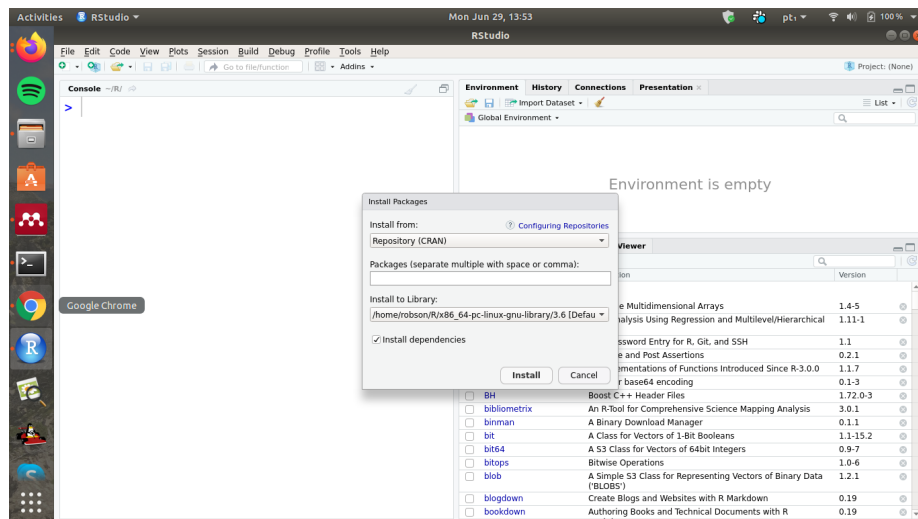 Activities RStudio Mon Jun 29, 13:53 pt₁ 100 %
RStudio
File Edit Code View Plots Session Build Debug Profile Tools Help
Go to file/function Addins Project: (None)
Console ~/R/
>
Environment History Connections Presentation
Import Dataset List
Global Environment
Environment is empty
Install Packages
Install from: ? Configuring Repositories
Repository (CRAN)
Packages (separate multiple with space or comma):
Install to Library:
/home/robson/R/x86_64-pc-linux-gnu-library/3.6 [Defau
Install dependencies
Install Cancel
Google Chrome
Viewer
ion Version
e Multidimensional Arrays 1.4-5
alysis Using Regression and Multilevel/Hierarchical 1.11-1
ssword Entry for R, Git, and SSH 1.1
e and Post Assertions 0.2.1
ementations of Functions Introduced Since R-3.0.0 1.1.7
r base64 encoding 0.1-3
BH Boost C++ Header Files 1.72.0-3
bibliometrix An R-Tool for Comprehensive Science Mapping Analysis 3.0.1
binman A Binary Download Manager 0.1.1
bit A Class for Vectors of 1-Bit Booleans 1.1-15.2
bit64 A S3 Class for Vectors of 64bit Integers 0.9-7
bitops Bitwise Operations 1.0-6
blob A Simple S3 Class for Representing Vectors of Binary Data 1.2.1
('BLOBS')
blogdown Create Blogs and Websites with R Markdown 0.19
bookdown Authoring Books and Technical Documents with R 0.19